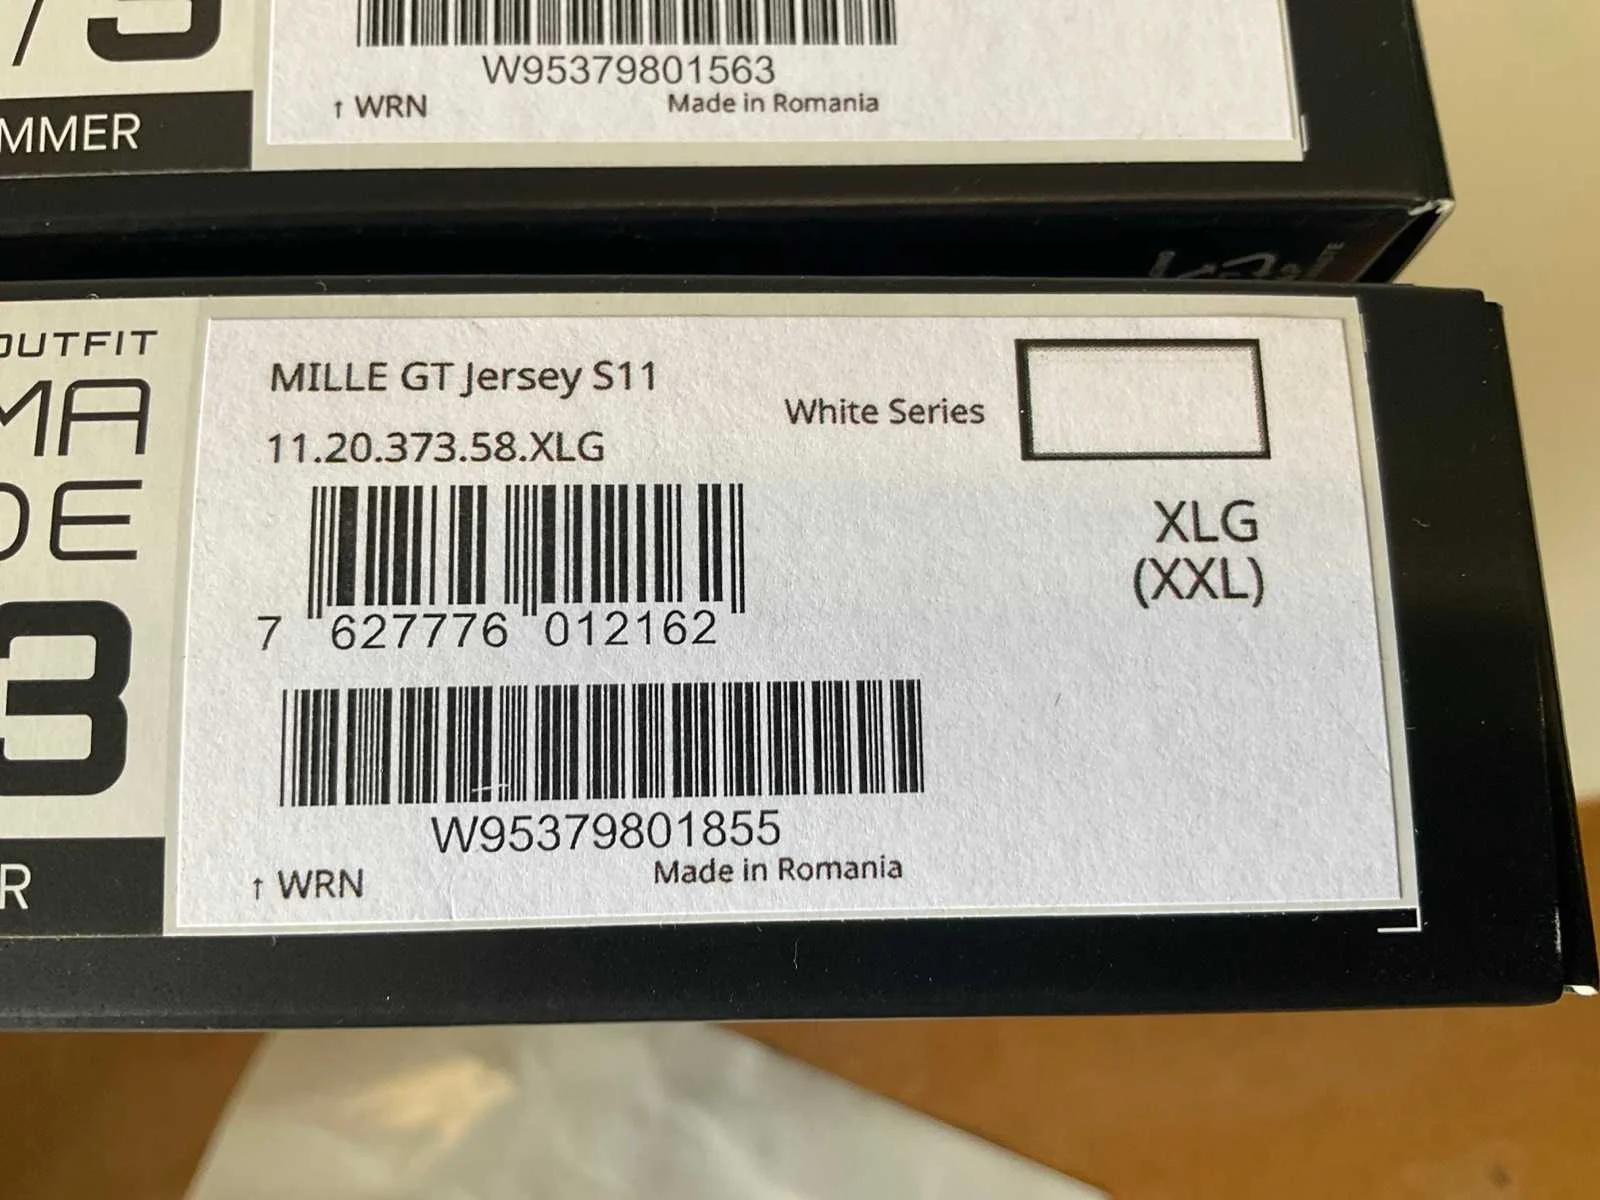 W95379801563
↑ WRN
Made in Romania
MMER
OUTFIT
MA
DE
3
R
MILLE GT Jersey S11
11.20.373.58.XLG
White Series
XLG
(XXL)
7 627776 012162
W95379801855
↑ WRN
Made in Romania